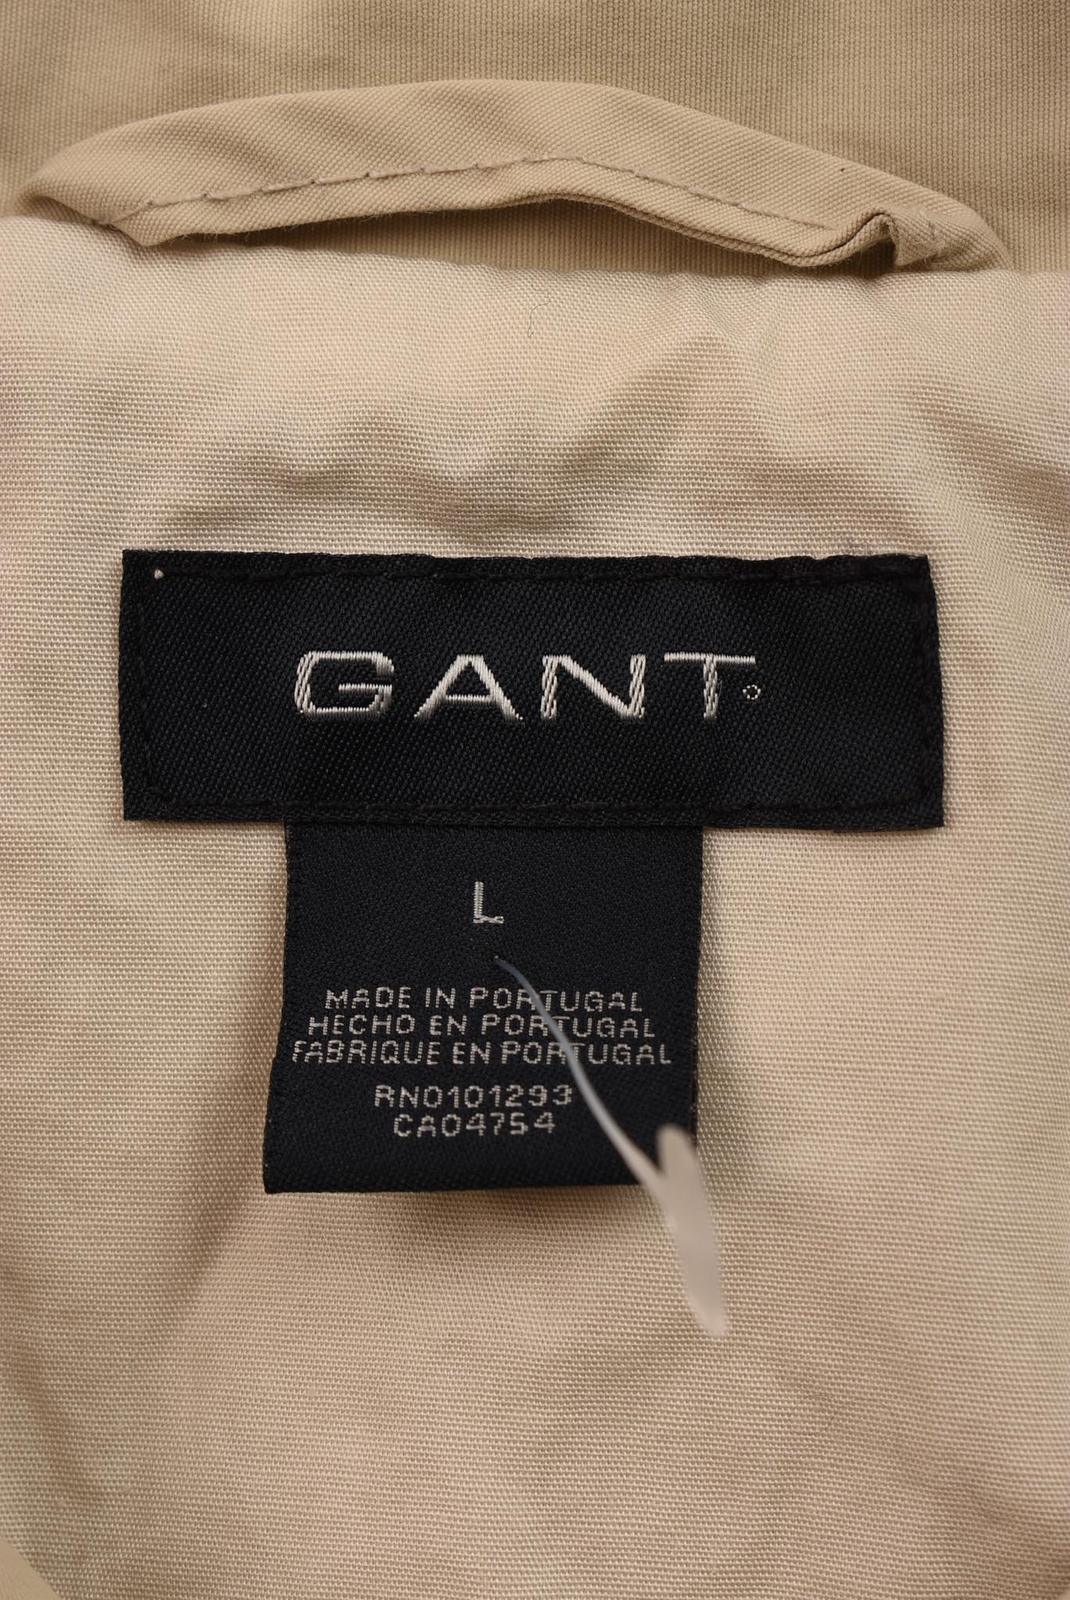 GANT
L
MADE IN PORTUGAL
HECHO EN PORTUGAL
FABRIQUE EN PORTUGAL
RN0101293
CA04754